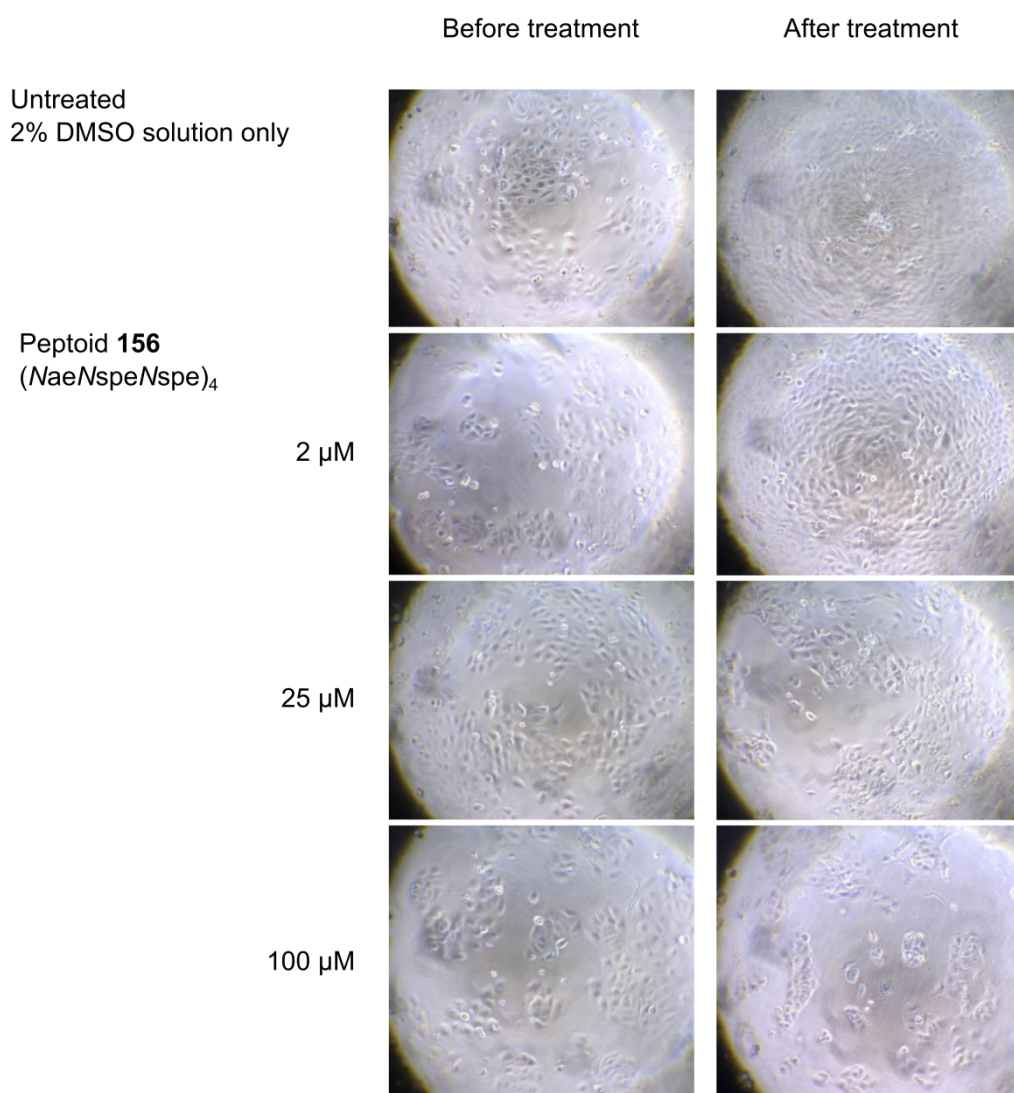 Before treatment
After treatment
Untreated
2% DMSO solution only
Peptoid 156
(NaeNspeNspe)₄
2 µM
25 µM
100 µM